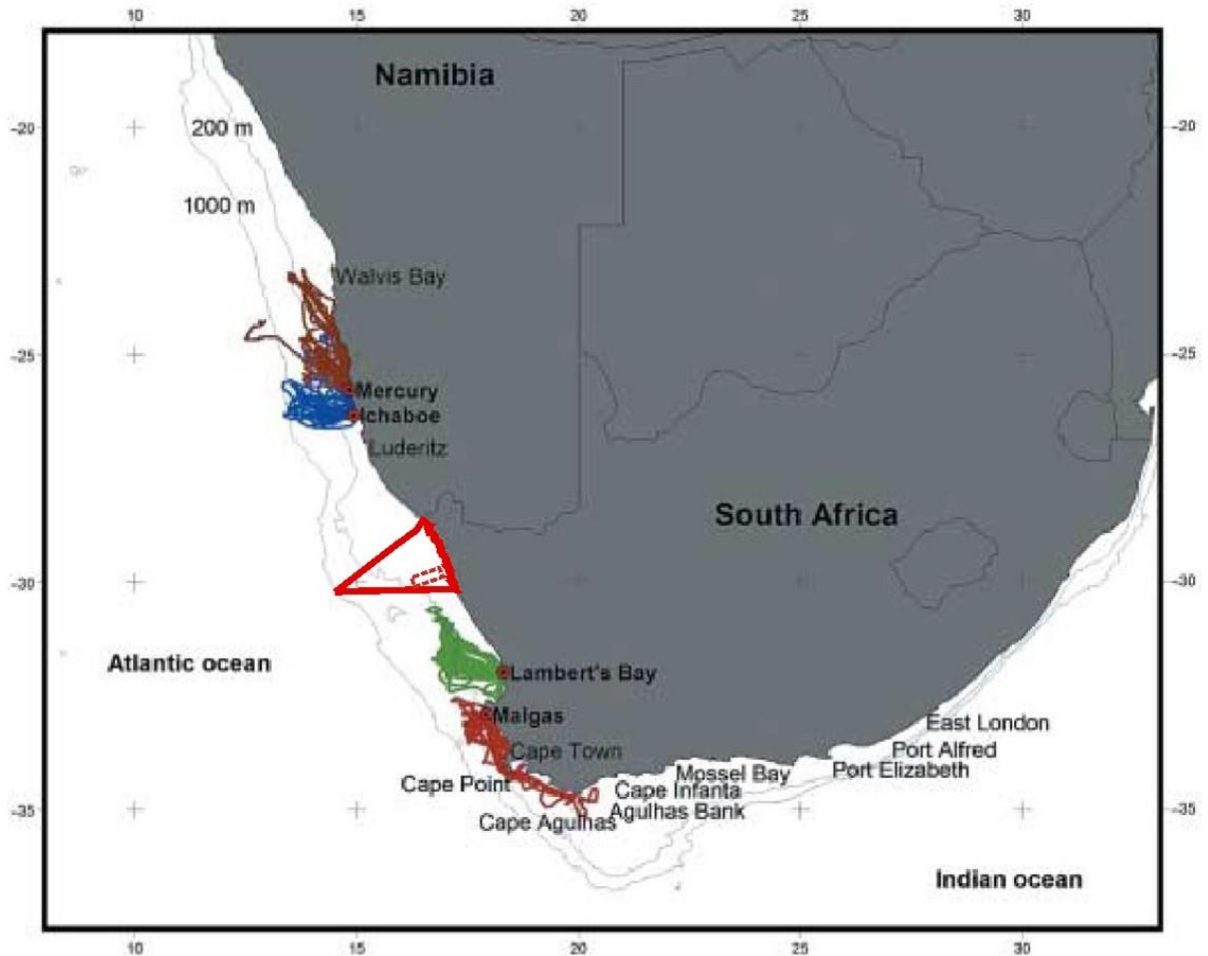 10 15 20 25 30
Namibia
-20 200 m -20
1000 m
Walvis Bay
-25 -25
Mercury
Ichaboe
Luderitz
South Africa
-30 -30
Atlantic ocean
Lambert's Bay
Malgas
East London
Cape Town
Port Alfred
Port Elizabeth
Mossel Bay
Cape Point
Cape Infanta
-35 Agulhas Bank -35
Cape Agulhas
Indian ocean
10 15 20 25 30